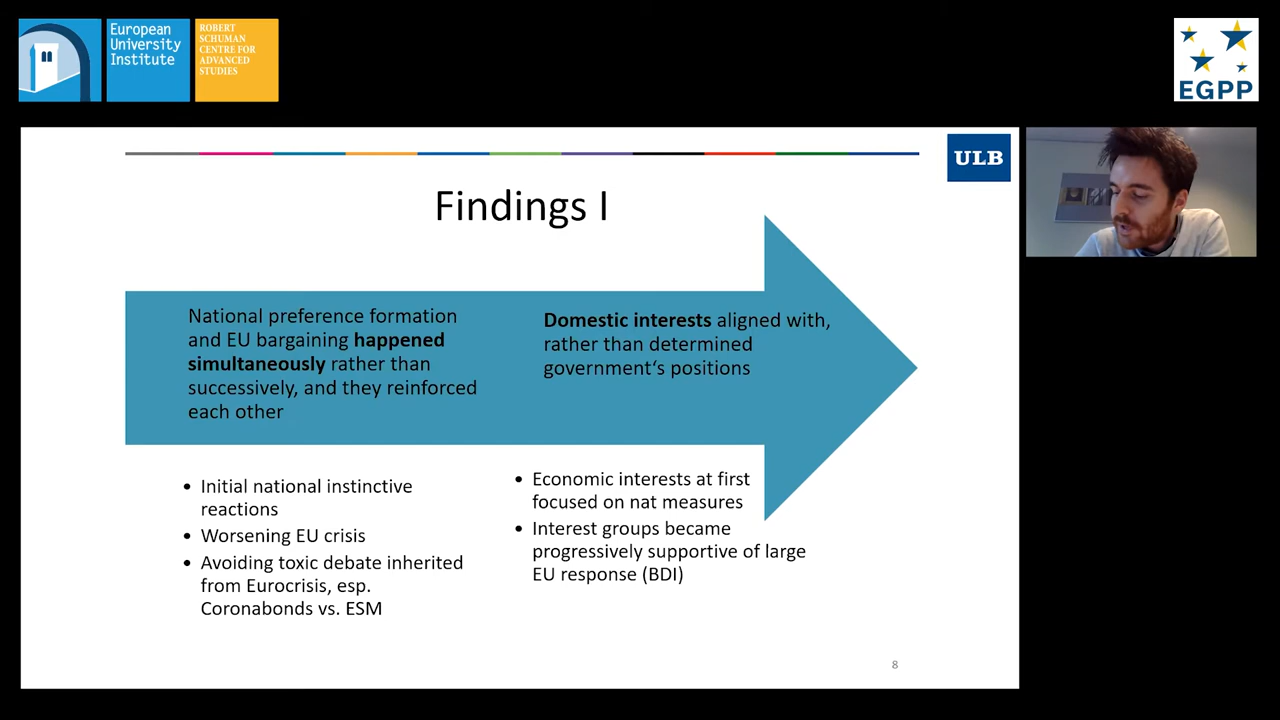 European
University
Institute
ROBERT
SCHUMAN
CENTRE FOR
ADVANCED
STUDIES
EGPP
ULB
Findings I
National preference formation
and EU bargaining happened
simultaneously rather than
successively, and they reinforced
each other
Domestic interests aligned with,
rather than determined
government‘s positions
• Initial national instinctive
reactions
• Worsening EU crisis
• Avoiding toxic debate inherited
from Eurocrisis, esp.
Coronabonds vs. ESM
• Economic interests at first
focused on nat measures
• Interest groups became
progressively supportive of large
EU response (BDI)
8